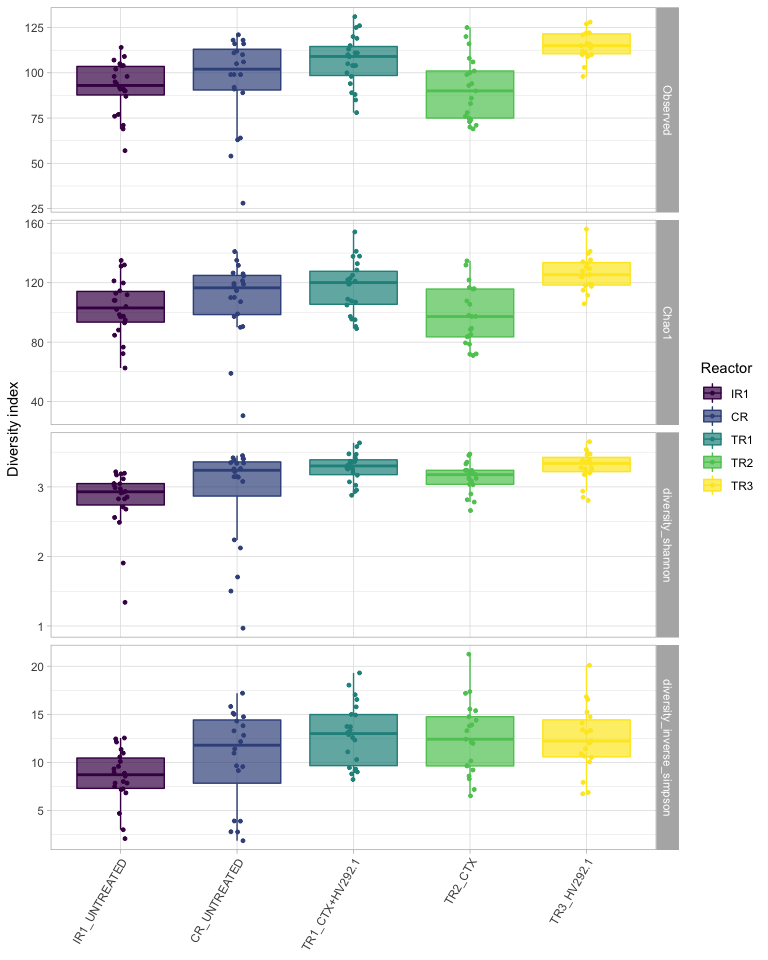 Diversity index
125
100
75
50
25
Observed
160
120
80
40
Chao1
3
2
1
diversity_shannon
20
15
10
5
diversity_inverse_simpson
IR1_UNTREATED
CR_UNTREATED
TR1_CTX+HV292.1
TR2_CTX
TR3_HV292.1
Reactor
IR1
CR
TR1
TR2
TR3